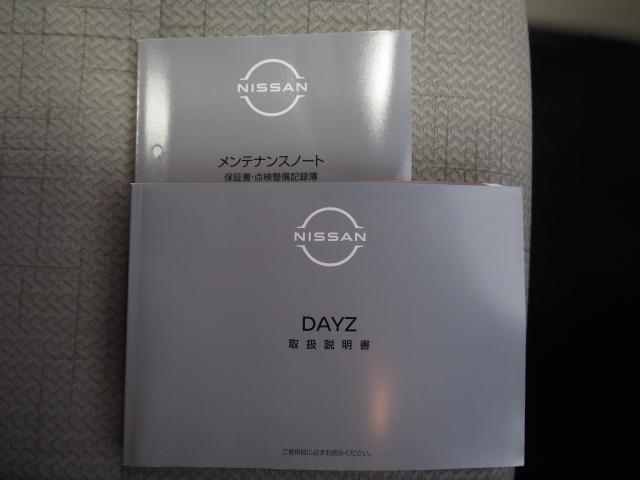 NISSAN
メンテナンスノート
保証書・点検整備記録簿
NISSAN
DAYZ
取扱説明書
ご使用前に必ずお読みください。